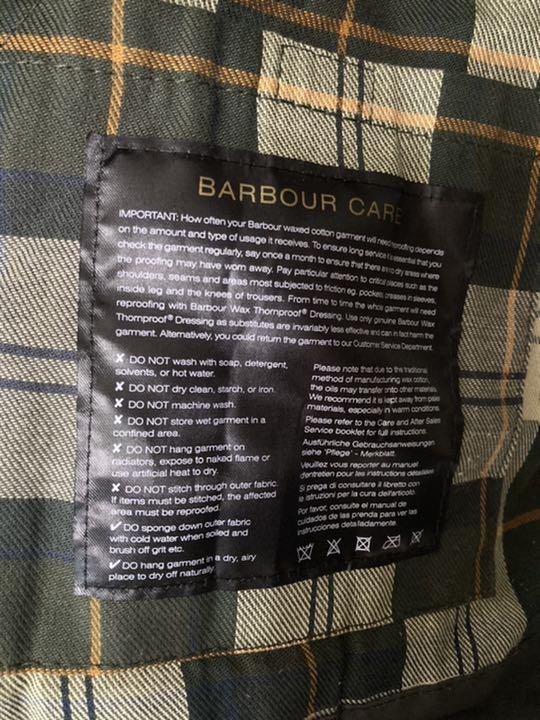 BARBOUR CARE
IMPORTANT: How often your Barbour waxed cotton garment will need reproofing depends
on the amount and type of usage it receives. To ensure long service it is essential that you
check the garment regularly, say once a month to ensure that there are no dry areas where
the proofing may have worn away. Pay particular attention to critical places such as the
shoulders, seams and areas most subjected to friction eg. pockets, creases in sleeves,
inside leg and the knees of trousers. From time to time the whole garment will need
reproofing with Barbour Wax Thornproof® Dressing. Use only genuine Barbour Wax
Thornproof® Dressing as substitutes are invariably less effective and can in fact harm the
garment. Alternatively, you could return the garment to our Customer Service Department.
✘ DO NOT wash with soap, detergent,
solvents, or hot water.
✘ DO NOT dry clean, starch, or iron.
✘ DO NOT machine wash.
✘ DO NOT store wet garment in a
confined area.
✘ DO NOT hang garment on
radiators, expose to naked flame or
use artificial heat to dry.
✘ DO NOT stitch through outer fabric.
If items must be stitched, the affected
area must be reproofed.
✔ DO sponge down outer fabric
with cold water when soiled and
brush off grit etc.
✔ DO hang garment in a dry, airy
place to dry off naturally
Please note that due to the traditional
method of manufacturing wax cotton,
the oils may transfer onto other materials.
We recommend it is kept away from pale
materials, especially in warm conditions.
Please refer to the Care and After Sales
Service booklet for full instructions.
Ausführliche Gebrauchsanweisungen
siehe 'Pflege' - Merkblatt.
Veuillez vous reporter au manuel
d'entretien pour les instructions détaillées
Si prega di consultare il libretto con
le istruzioni per la cura dell'articolo.
Por favor, consulte el manual de
cuidados de las prenda para ver las
instrucciones detalladamente